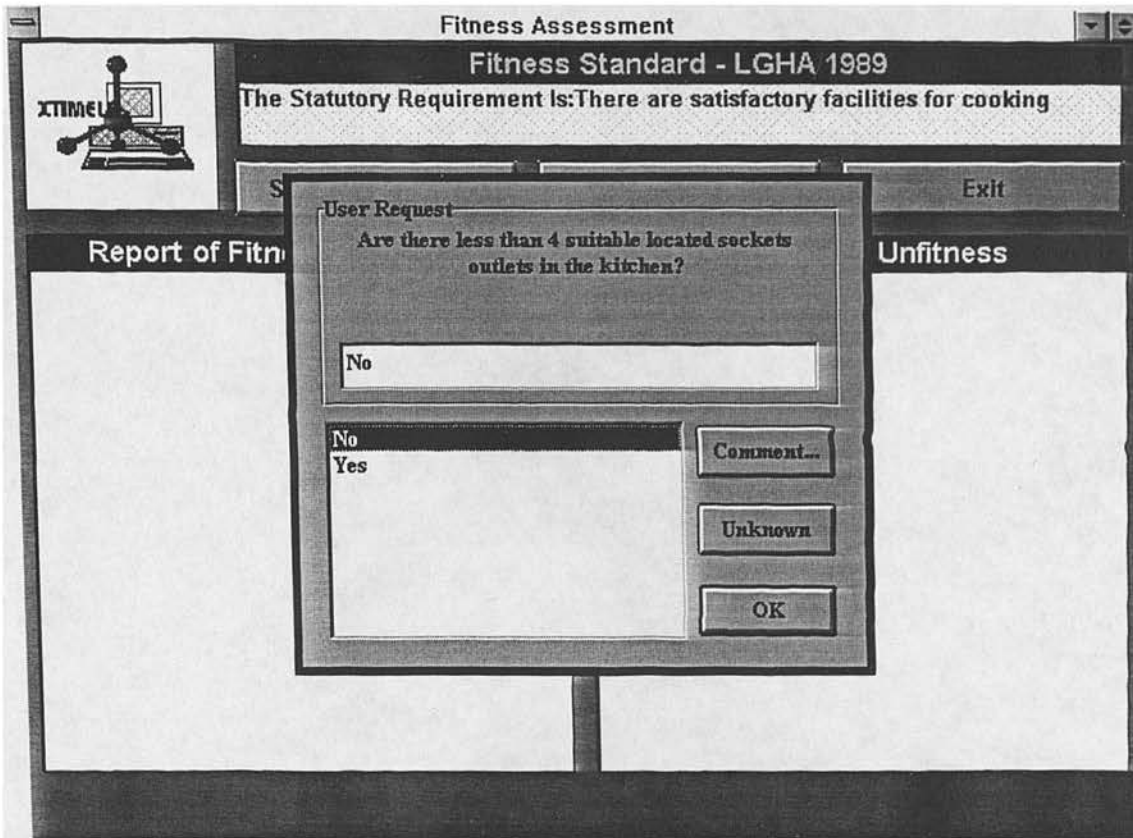 Fitness Assessment
Fitness Standard - LGHA 1989
XTIMEL
The Statutory Requirement Is:There are satisfactory facilities for cooking
S
Exit
Report of Fitn
Unfitness
User Request
Are there less than 4 suitable located sockets
outlets in the kitchen?
No
No
Yes
Comment...
Unknown
OK